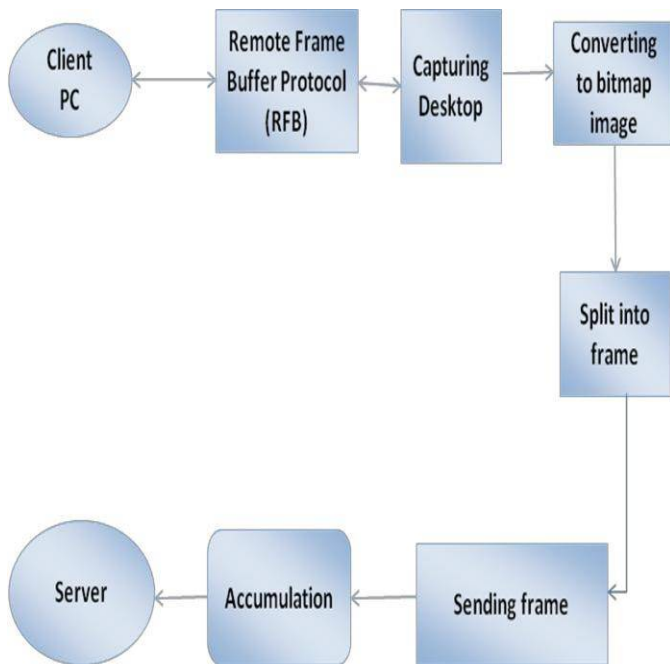 Client
PC
Remote Frame
Buffer Protocol
(RFB)
Capturing
Desktop
Converting
to bitmap
image
Split into
frame
Server
Accumulation
Sending frame